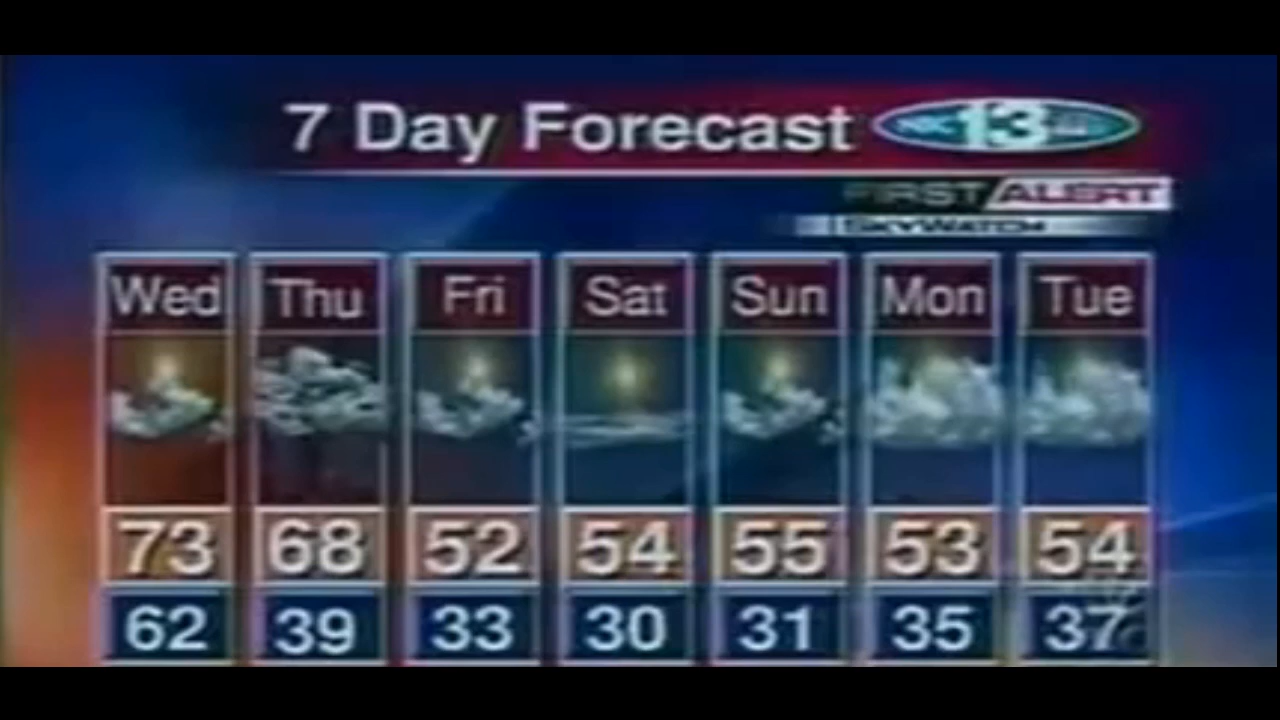 7 Day Forecast
13
FIRST ALERT
SKYWATCH
Wed Thu Fri Sat Sun Mon Tue
73 68 52 54 55 53 54
62 39 33 30 31 35 37